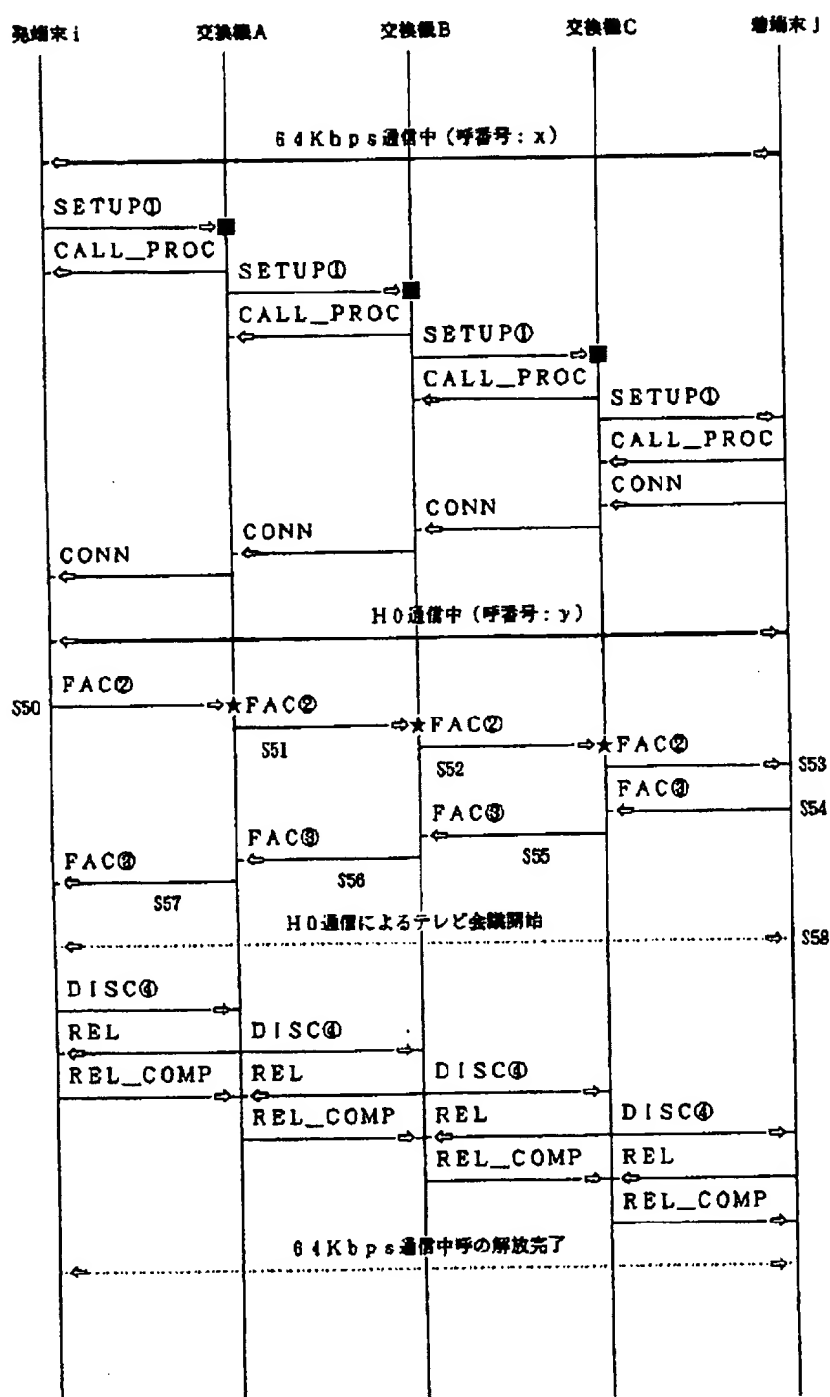 発端末i 交換機A 交換機B 交換機C 着端末j
64Kbps通信中(呼番号:x)
SETUP①
CALL_PROC
SETUP①
CALL_PROC
SETUP①
CALL_PROC
SETUP①
CALL_PROC
CONN
CONN
CONN
CONN
H0通信中(呼番号:y)
S50 FAC② ★FAC②
S51 ★FAC②
S52 ★FAC② S53
FAC③ S54
FAC③
S55
FAC③
S56
FAC③
S57
H0通信によるテレビ会議開始 S58
DISC④
REL DISC④
REL_COMP REL DISC④
REL_COMP REL DISC④
REL_COMP REL
REL_COMP
64Kbps通信中呼の解放完了